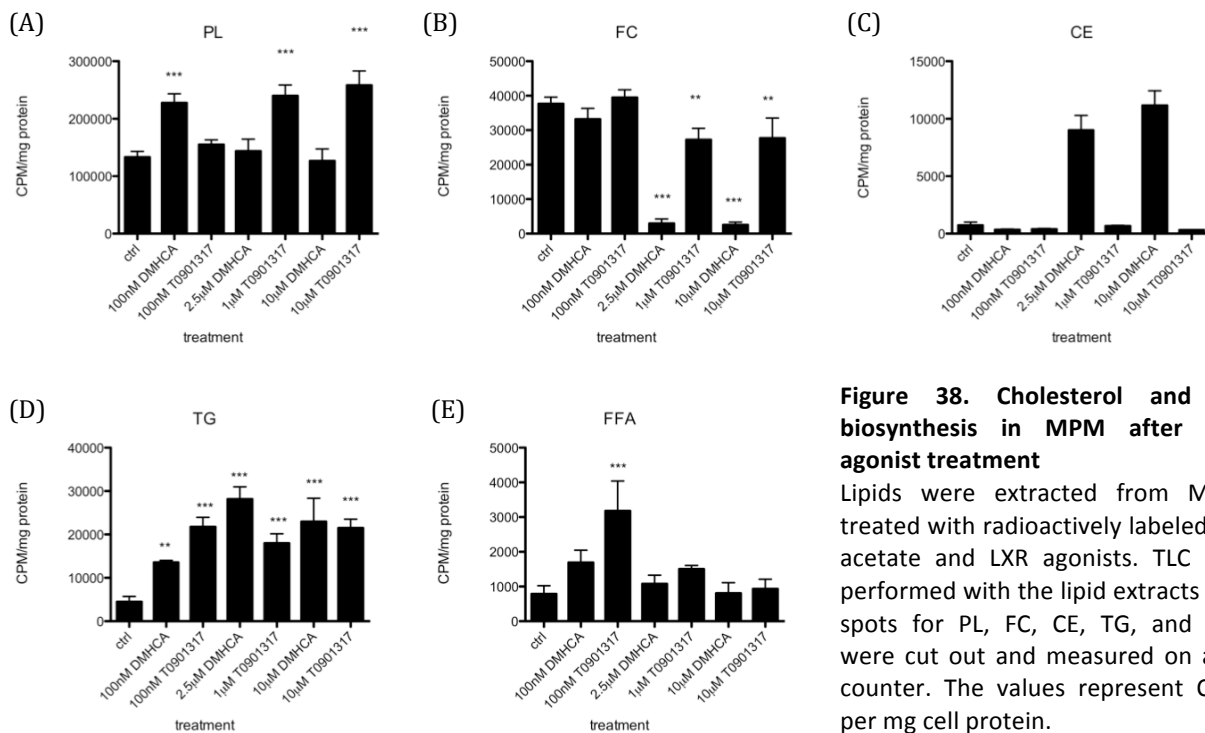 (A)
PL
300000
200000
100000
0
CPM/mg protein
***
***
***
ctrl
100nM DMHCA
100nM T0901317
2.5µM DMHCA
1µM T0901317
10µM DMHCA
10µM T0901317
treatment
(B)
FC
50000
40000
30000
20000
10000
0
CPM/mg protein
***
**
***
**
ctrl
100nM DMHCA
100nM T0901317
2.5µM DMHCA
1µM T0901317
10µM DMHCA
10µM T0901317
treatment
(C)
CE
15000
10000
5000
0
CPM/mg protein
ctrl
100nM DMHCA
100nM T0901317
2.5µM DMHCA
1µM T0901317
10µM DMHCA
10µM T0901317
treatment
(D)
TG
40000
30000
20000
10000
0
CPM/mg protein
**
***
***
***
***
***
ctrl
100nM DMHCA
100nM T0901317
2.5µM DMHCA
1µM T0901317
10µM DMHCA
10µM T0901317
treatment
(E)
FFA
5000
4000
3000
2000
1000
0
CPM/mg protein
***
ctrl
100nM DMHCA
100nM T0901317
2.5µM DMHCA
1µM T0901317
10µM DMHCA
10µM T0901317
treatment
Figure 38. Cholesterol and
biosynthesis in MPM after
agonist treatment
Lipids were extracted from M
treated with radioactively labeled
acetate and LXR agonists. TLC
performed with the lipid extracts
spots for PL, FC, CE, TG, and
were cut out and measured on a
counter. The values represent C
per mg cell protein.